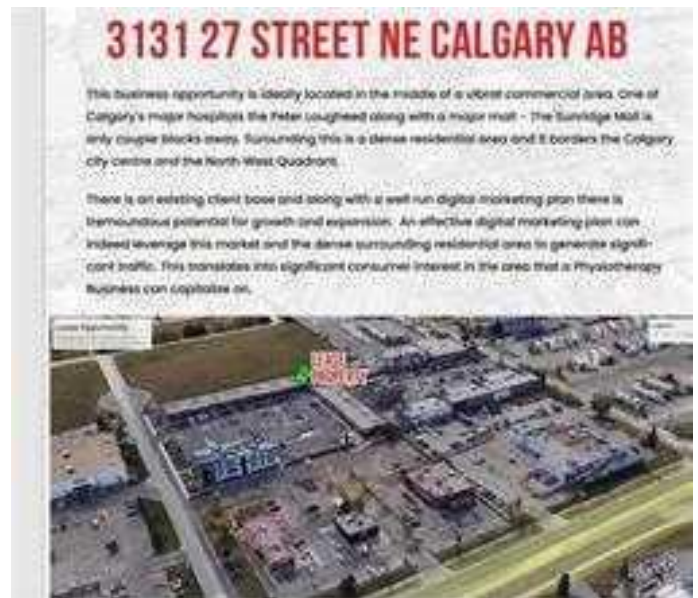 3131 27 STREET NE CALGARY AB
This business opportunity is ideally located in the middle of a vibrat commercial area. One of
Calgary's major hospitals the Peter Lougheed along with a major mall - The Sunridge Mall is
only couple blocks away. Surounding this is a dense residential area and it borders the Calgary
city centre and the North West Quadrant.
There is an existing client base and along with a well run digital marketing plan there is
tremoundous potential for growth and expansion. An effective digital marketing plan can
indeed leverage this market and the dense surrounding residential area to generate signifi-
cant traffic. This translates into significant consumer interest in the area that a Physiotherapy
Business can capitalize on.